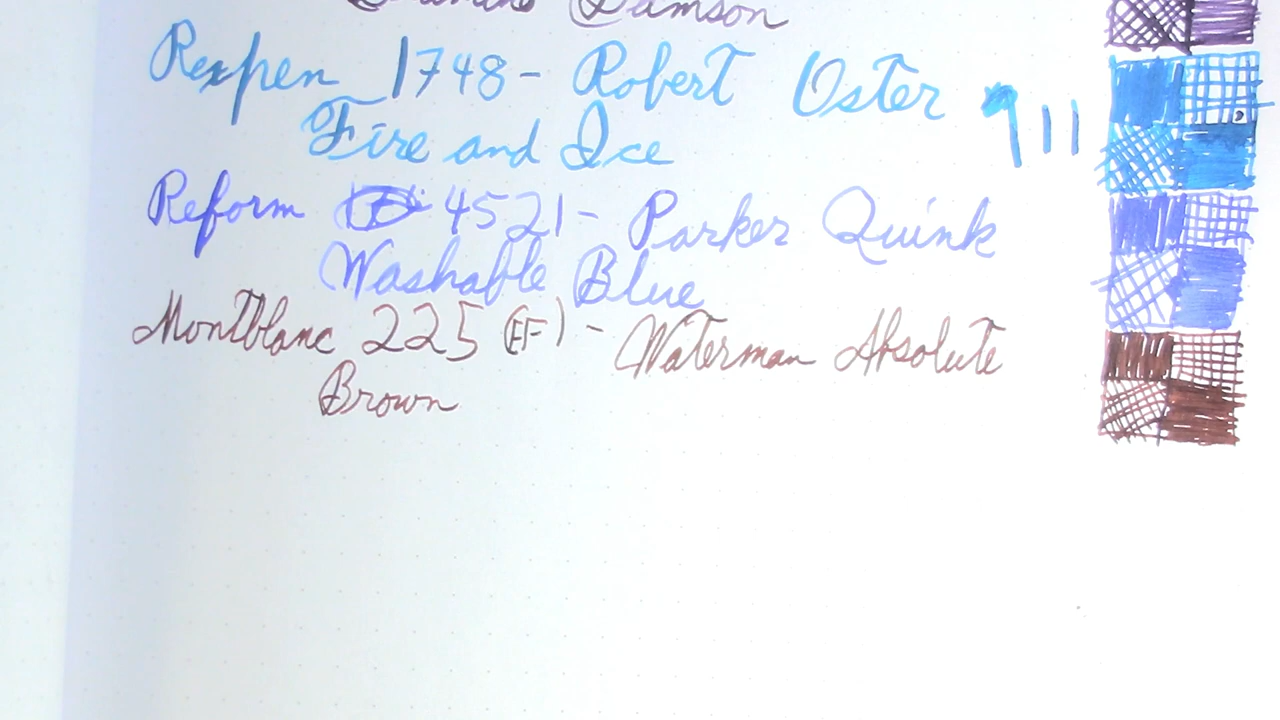 Damson
Rexpen 1748 - Robert Oster
Fire and Ice
Reform 4521 - Parker Quink
Washable Blue
Montblanc 225 (EF) - Waterman Absolute
Brown